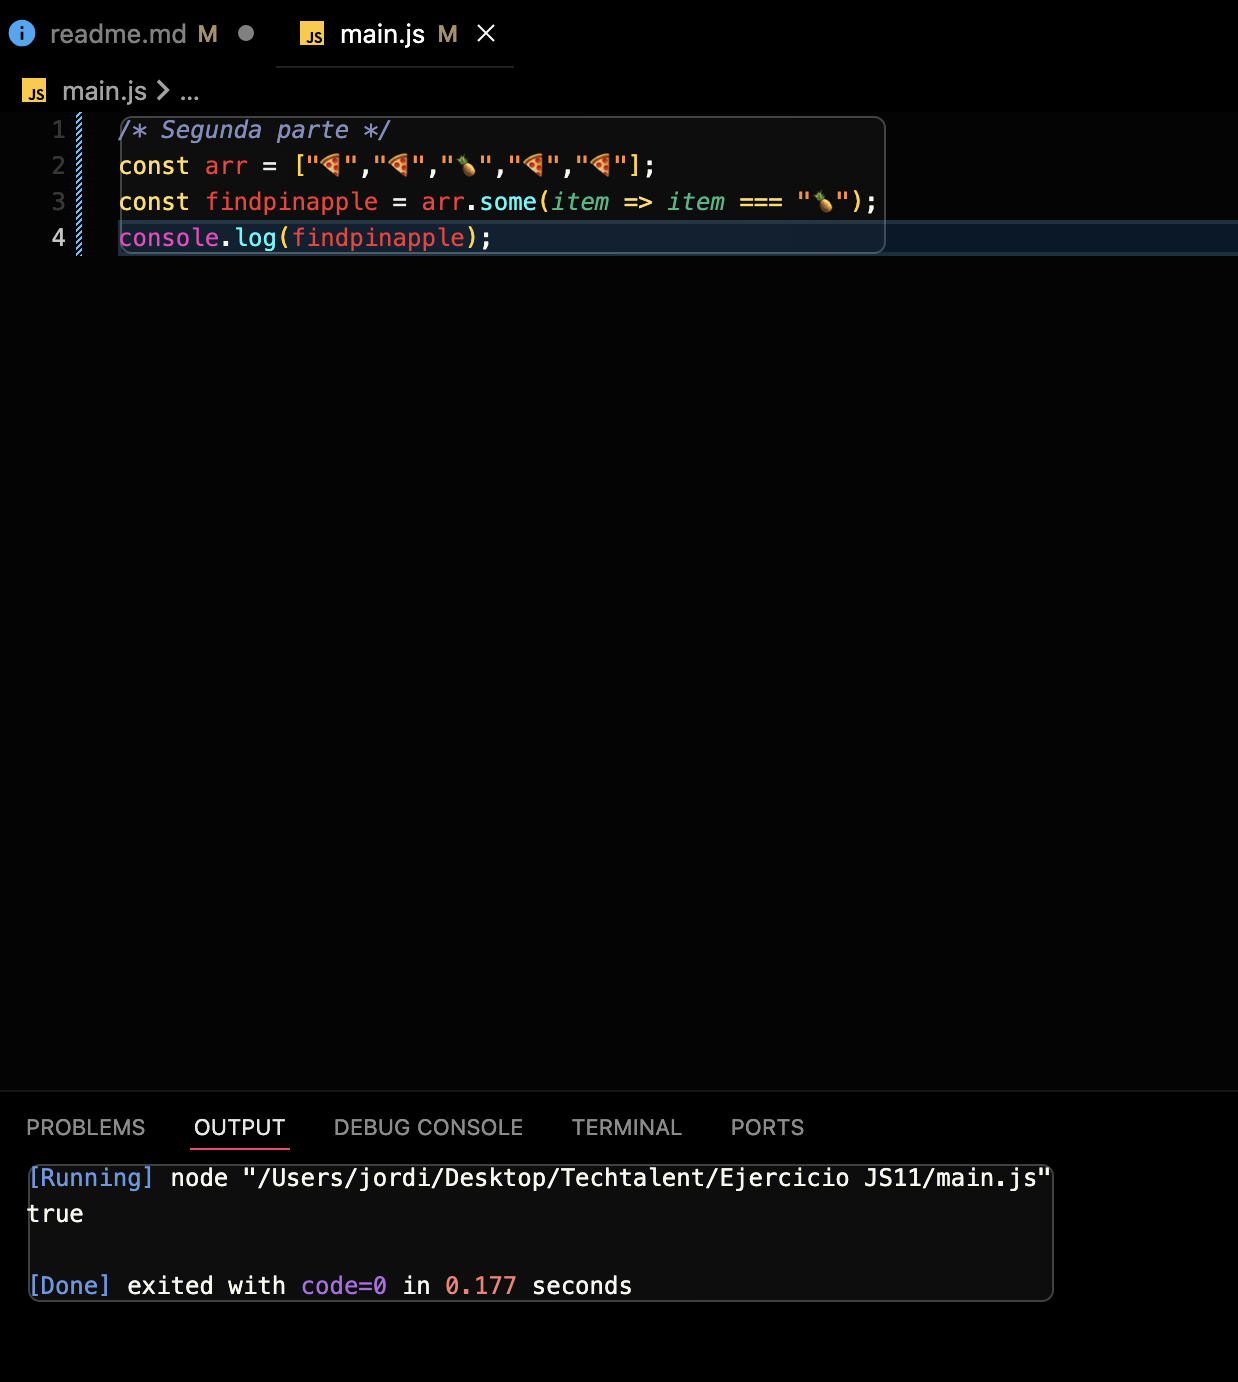 readme.md M ● JS main.js M ×
JS main.js > ...
1 /* Segunda parte */
2 const arr = ["🍕","🍕","🍍","🍕","🍕"];
3 const findpinapple = arr.some(item => item === "🍍");
4 console.log(findpinapple);
PROBLEMS OUTPUT DEBUG CONSOLE TERMINAL PORTS
[Running] node "/Users/jordi/Desktop/Techtalent/Ejercicio JS11/main.js"
true
[Done] exited with code=0 in 0.177 seconds